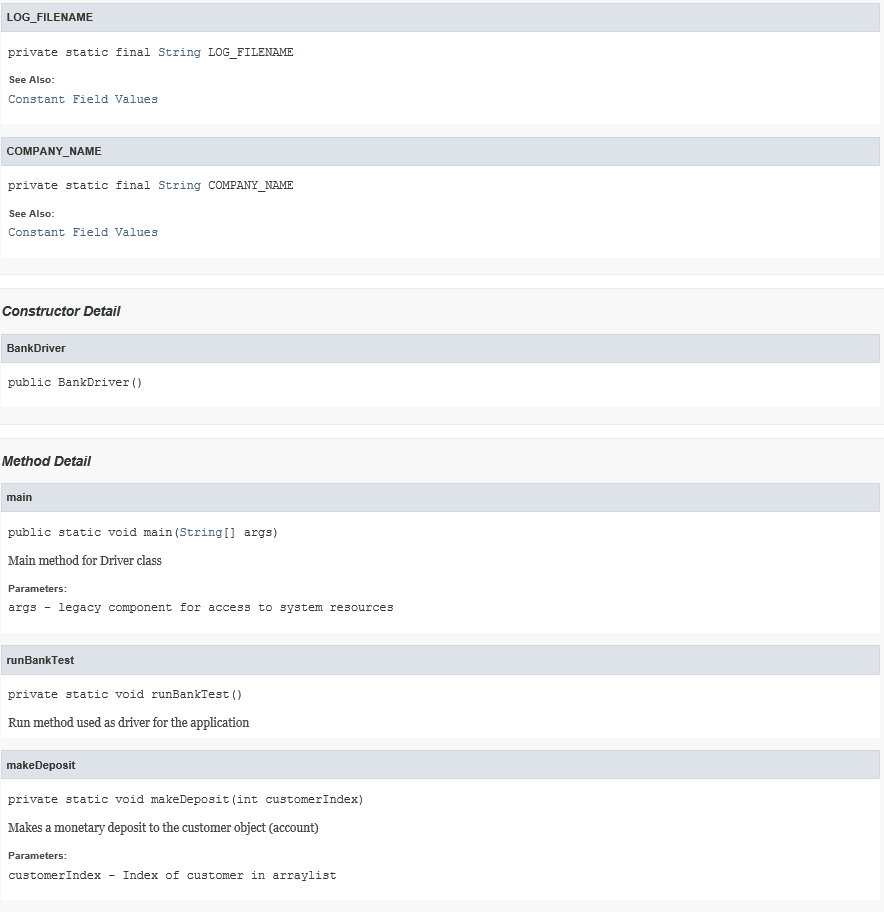 LOG_FILENAME
private static final String LOG_FILENAME
See Also:
Constant Field Values
COMPANY_NAME
private static final String COMPANY_NAME
See Also:
Constant Field Values
Constructor Detail
BankDriver
public BankDriver()
Method Detail
main
public static void main(String[] args)
Main method for Driver class
Parameters:
args - legacy component for access to system resources
runBankTest
private static void runBankTest()
Run method used as driver for the application
makeDeposit
private static void makeDeposit(int customerIndex)
Makes a monetary deposit to the customer object (account)
Parameters:
customerIndex - Index of customer in arraylist